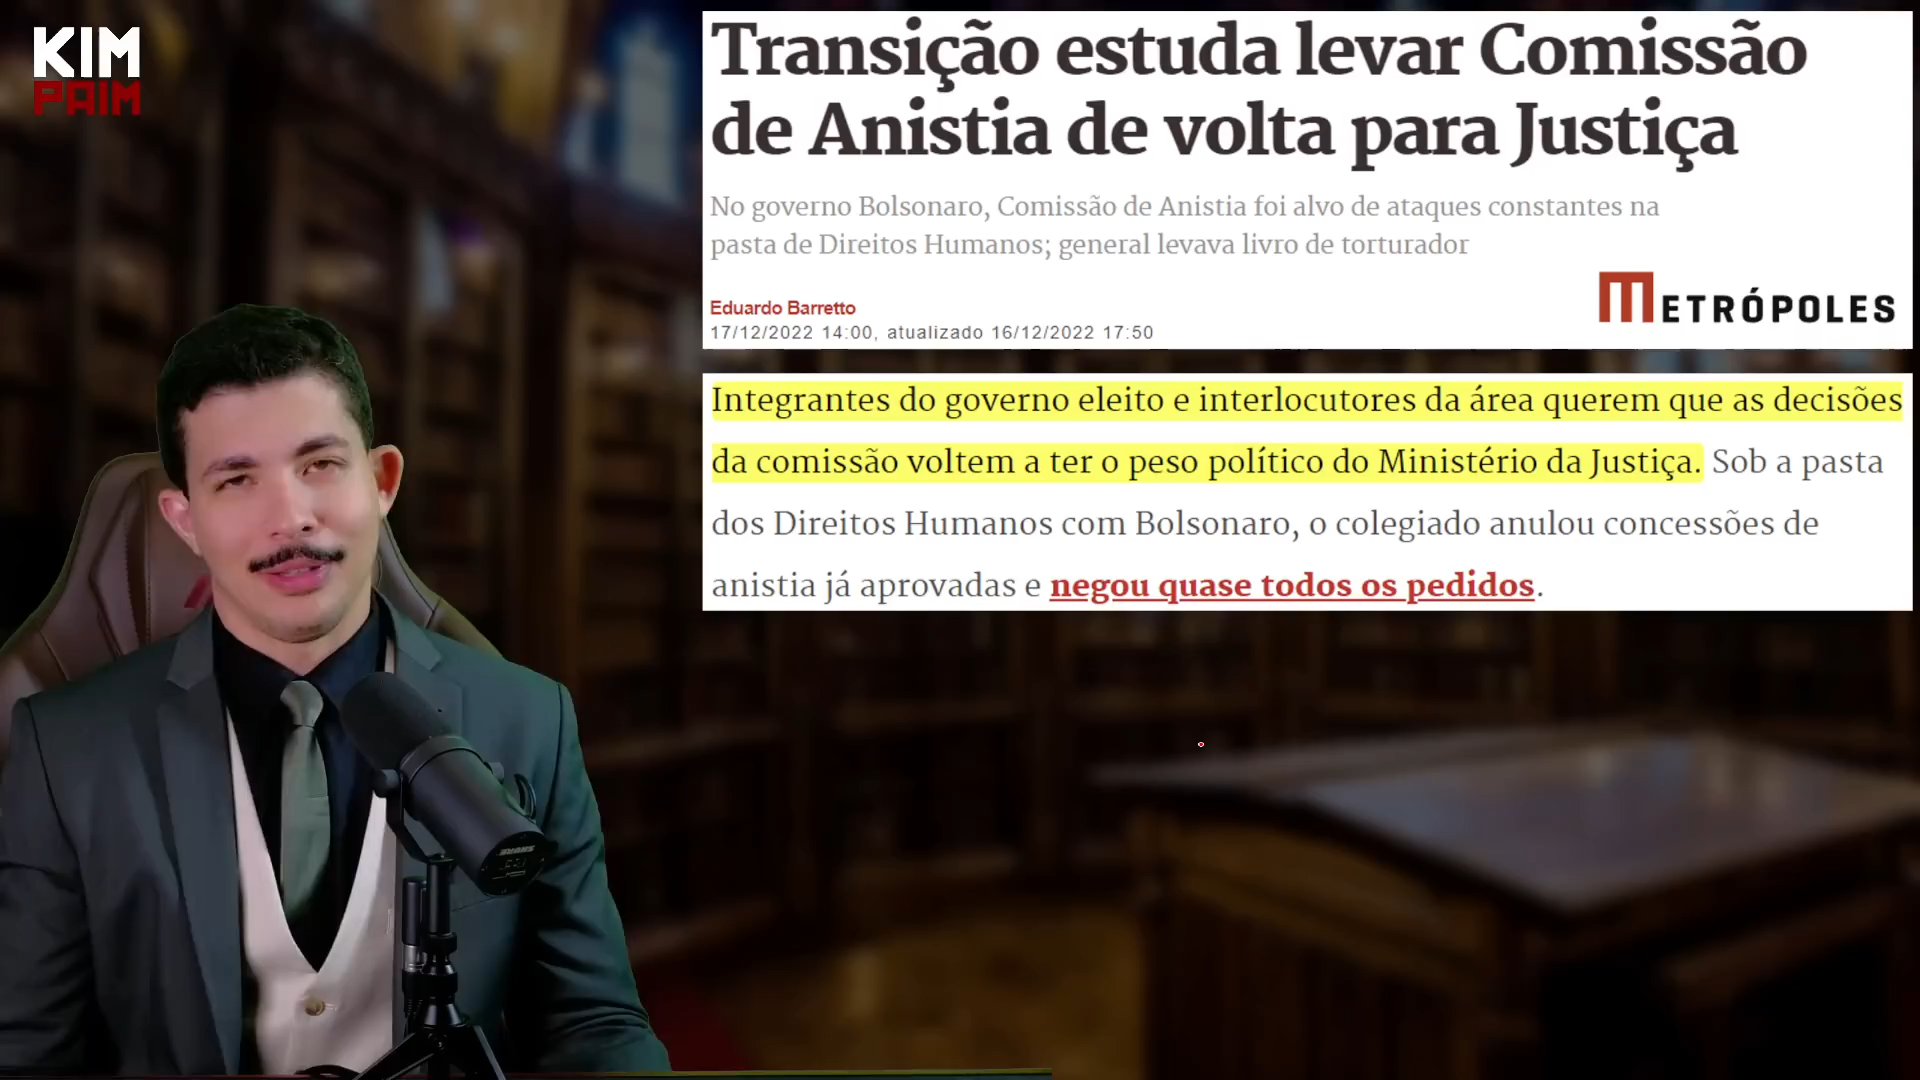 KIM
PAIM
Transição estuda levar Comissão
de Anistia de volta para Justiça
No governo Bolsonaro, Comissão de Anistia foi alvo de ataques constantes na
pasta de Direitos Humanos; general levava livro de torturador
Eduardo Barretto
17/12/2022 14:00, atualizado 16/12/2022 17:50
METRÓPOLES
Integrantes do governo eleito e interlocutores da área querem que as decisões
da comissão voltem a ter o peso político do Ministério da Justiça. Sob a pasta
dos Direitos Humanos com Bolsonaro, o colegiado anulou concessões de
anistia já aprovadas e negou quase todos os pedidos.
SHURE